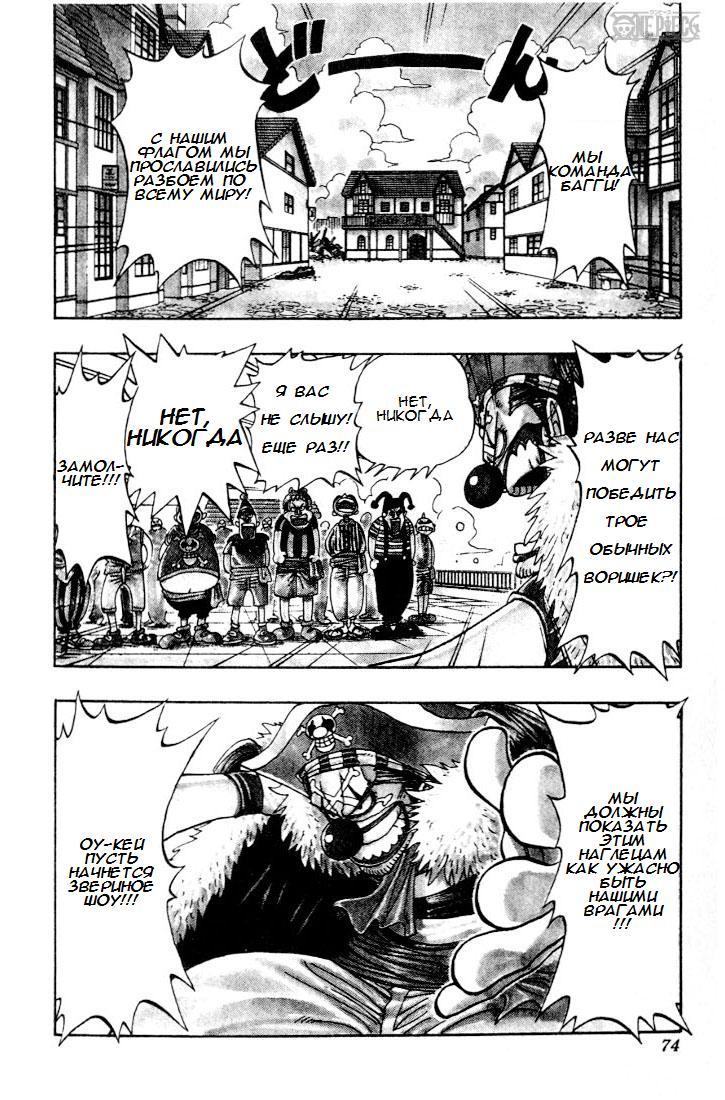 ONE PIECE
どーん
МЫ
КОМАНДА
БАГГИ!
С НАШИМ
ФЛАГОМ МЫ
ПРОСЛАВИЛИСЬ
РАЗБОЕМ ПО
ВСЕМУ МИРУ!
РАЗВЕ НАС
МОГУТ
ПОБЕДИТЬ
ТРОЕ
ОБЫЧНЫХ
ВОРИШЕК?!
НЕТ,
НИКОГДА
Я ВАС
НЕ СЛЫШУ!
ЕЩЕ РАЗ!!
НЕТ,
НИКОГДА
ЗАМОЛ-
ЧИТЕ!!!
МЫ
ДОЛЖНЫ
ПОКАЗАТЬ
ЭТИМ
НАГЛЕЦАМ
КАК УЖАСНО
БЫТЬ
НАШИМИ
ВРАГАМИ
!!!
ОУ-КЕЙ
ПУСТЬ
НАЧНЕТСЯ
ЗВЕРИНОЕ
ШОУ!!!
74